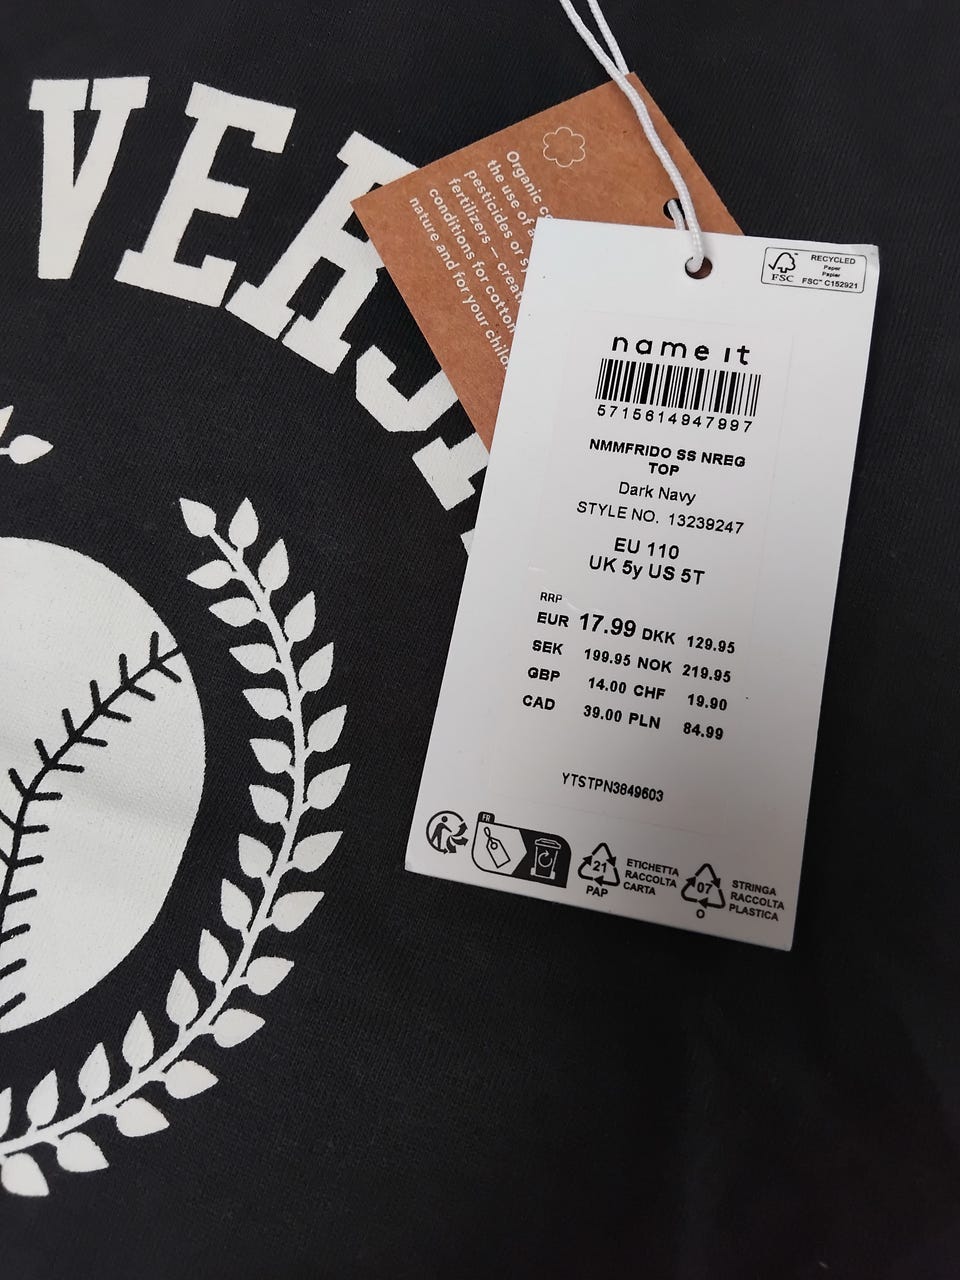 VERSI
Organic
the use of
pesticides or
fertilizers —
conditions for cotton
nature and for your
FSC
RECYCLED
Paper
Papier
FSC™ C152921
name it
5715614947997
NMMFRIDO SS NREG
TOP
Dark Navy
STYLE NO. 13239247
EU 110
UK 5y US 5T
RRP
EUR 17.99 DKK 129.95
SEK 199.95 NOK 219.95
GBP 14.00 CHF 19.90
CAD 39.00 PLN 84.99
YTSTPN3849603
FR
21
PAP
ETICHETTA
RACCOLTA
CARTA
07
O
STRINGA
RACCOLTA
PLASTICA